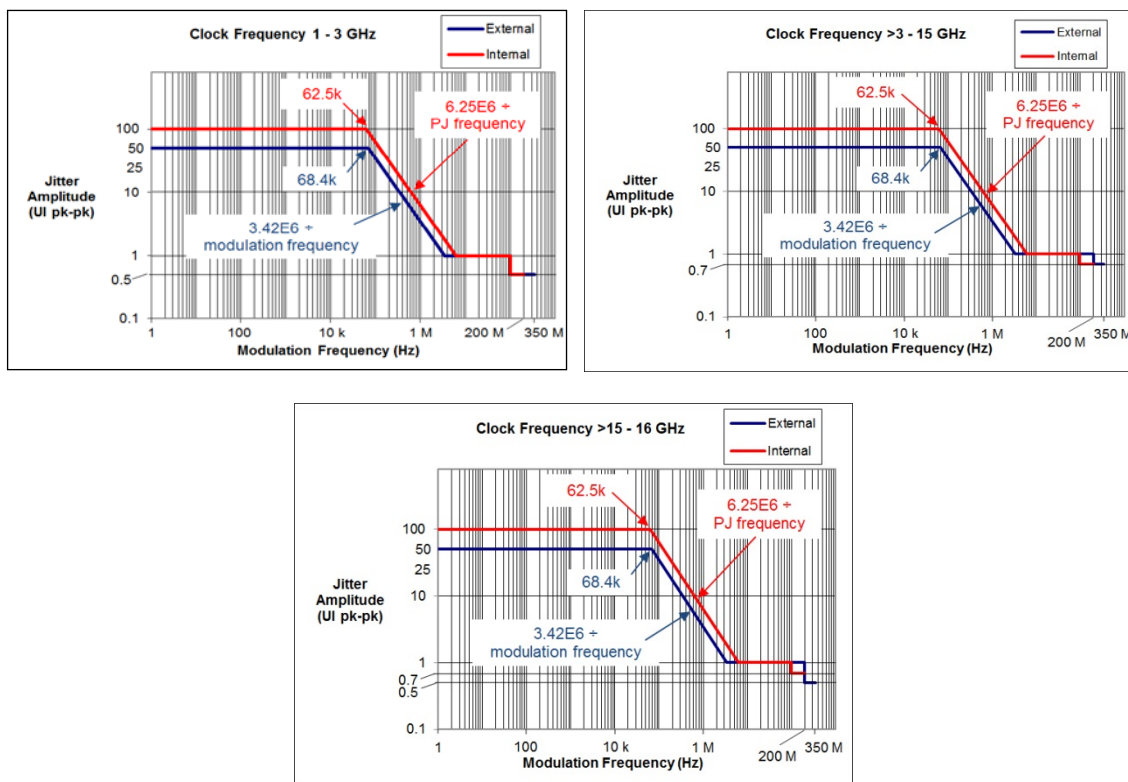 Clock Frequency 1 - 3 GHz
External
Internal
62.5k
6.25E6 ÷
PJ frequency
100
50
25
10
1
0.5
0.1
Jitter
Amplitude
(UI pk-pk)
68.4k
3.42E6 ÷
modulation frequency
1
100
10 k
1 M
200 M
350 M
Modulation Frequency (Hz)
Clock Frequency >3 - 15 GHz
External
Internal
62.5k
6.25E6 ÷
PJ frequency
100
50
25
10
1
0.7
0.1
Jitter
Amplitude
(UI pk-pk)
68.4k
3.42E6 ÷
modulation frequency
1
100
10 k
1 M
200 M
350 M
Modulation Frequency (Hz)
Clock Frequency >15 - 16 GHz
External
Internal
62.5k
6.25E6 ÷
PJ frequency
100
50
25
10
1
0.7
0.5
0.1
Jitter
Amplitude
(UI pk-pk)
68.4k
3.42E6 ÷
modulation frequency
1
100
10 k
1 M
200 M
350 M
Modulation Frequency (Hz)